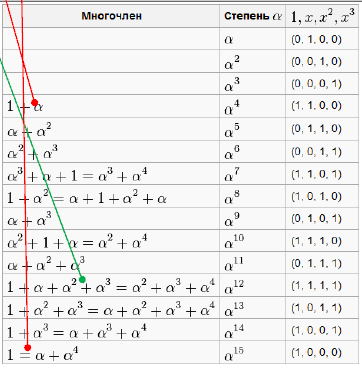 Многочлен Степень α 1, x, x², x³
α (0, 1, 0, 0)
α² (0, 0, 1, 0)
α³ (0, 0, 0, 1)
1 + α α⁴ (1, 1, 0, 0)
α + α² α⁵ (0, 1, 1, 0)
α² + α³ α⁶ (0, 0, 1, 1)
α³ + α + 1 = α³ + α⁴ α⁷ (1, 1, 0, 1)
1 + α² = α + 1 + α² + α α⁸ (1, 0, 1, 0)
α + α³ α⁹ (0, 1, 0, 1)
α² + 1 + α = α² + α⁴ α¹⁰ (1, 1, 1, 0)
α + α² + α³ α¹¹ (0, 1, 1, 1)
1 + α + α² + α³ = α² + α³ + α⁴ α¹² (1, 1, 1, 1)
1 + α² + α³ = α + α² + α³ + α⁴ α¹³ (1, 0, 1, 1)
1 + α³ = α + α³ + α⁴ α¹⁴ (1, 0, 0, 1)
1 = α + α⁴ α¹⁵ (1, 0, 0, 0)